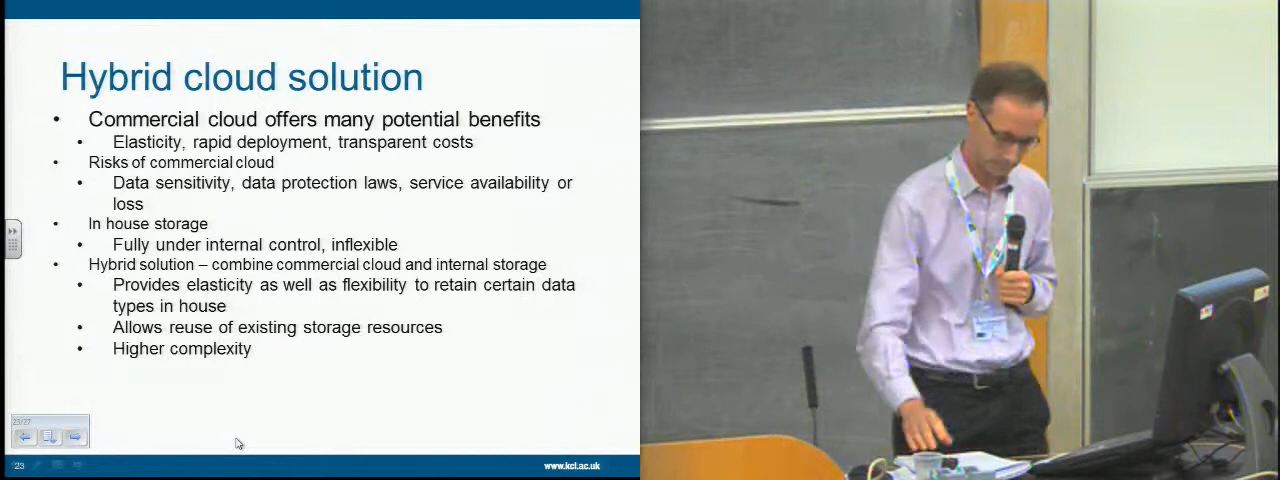 Hybrid cloud solution
• Commercial cloud offers many potential benefits
• Elasticity, rapid deployment, transparent costs
• Risks of commercial cloud
• Data sensitivity, data protection laws, service availability or
loss
• In house storage
• Fully under internal control, inflexible
• Hybrid solution – combine commercial cloud and internal storage
• Provides elasticity as well as flexibility to retain certain data
types in house
• Allows reuse of existing storage resources
• Higher complexity
23/27
23
www.kcl.ac.uk